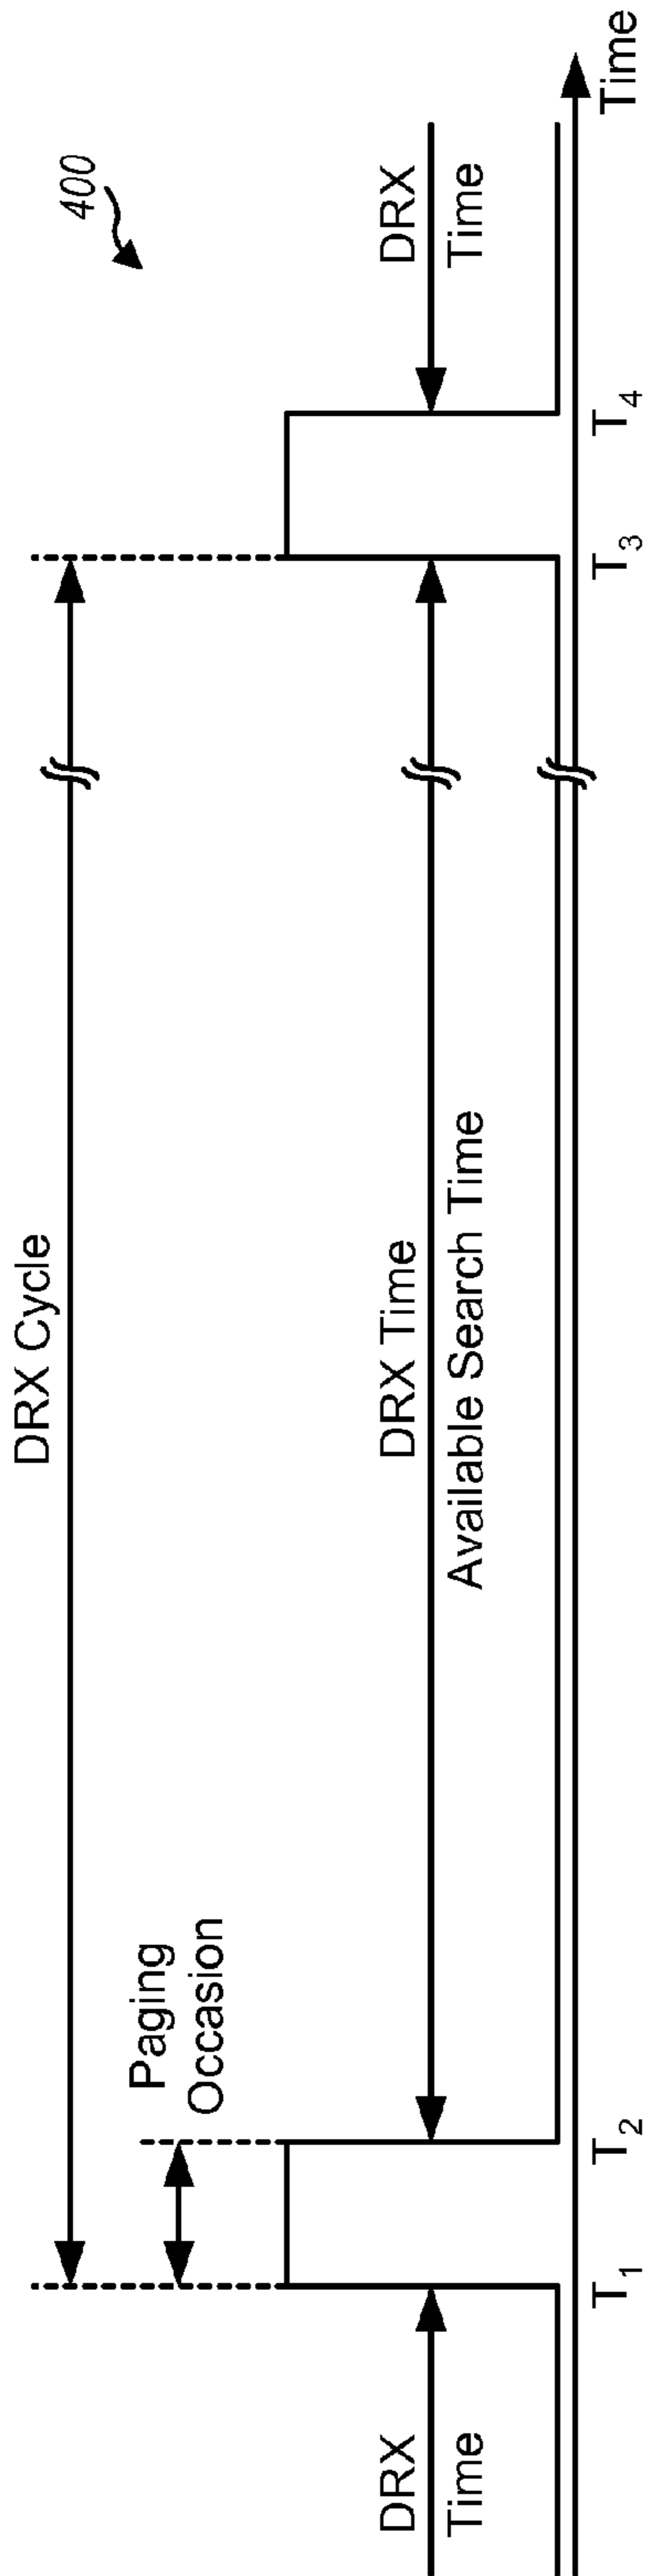 400
DRX Cycle
Paging
Occasion
DRX
Time
DRX Time
Available Search Time
DRX
Time
T1
T2
T3
T4
Time